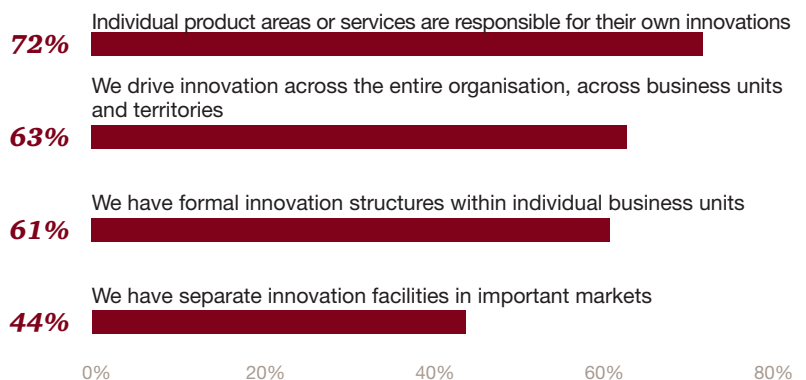 Individual product areas or services are responsible for their own innovations
72%
We drive innovation across the entire organisation, across business units
and territories
63%
We have formal innovation structures within individual business units
61%
We have separate innovation facilities in important markets
44%
0% 20% 40% 60% 80%